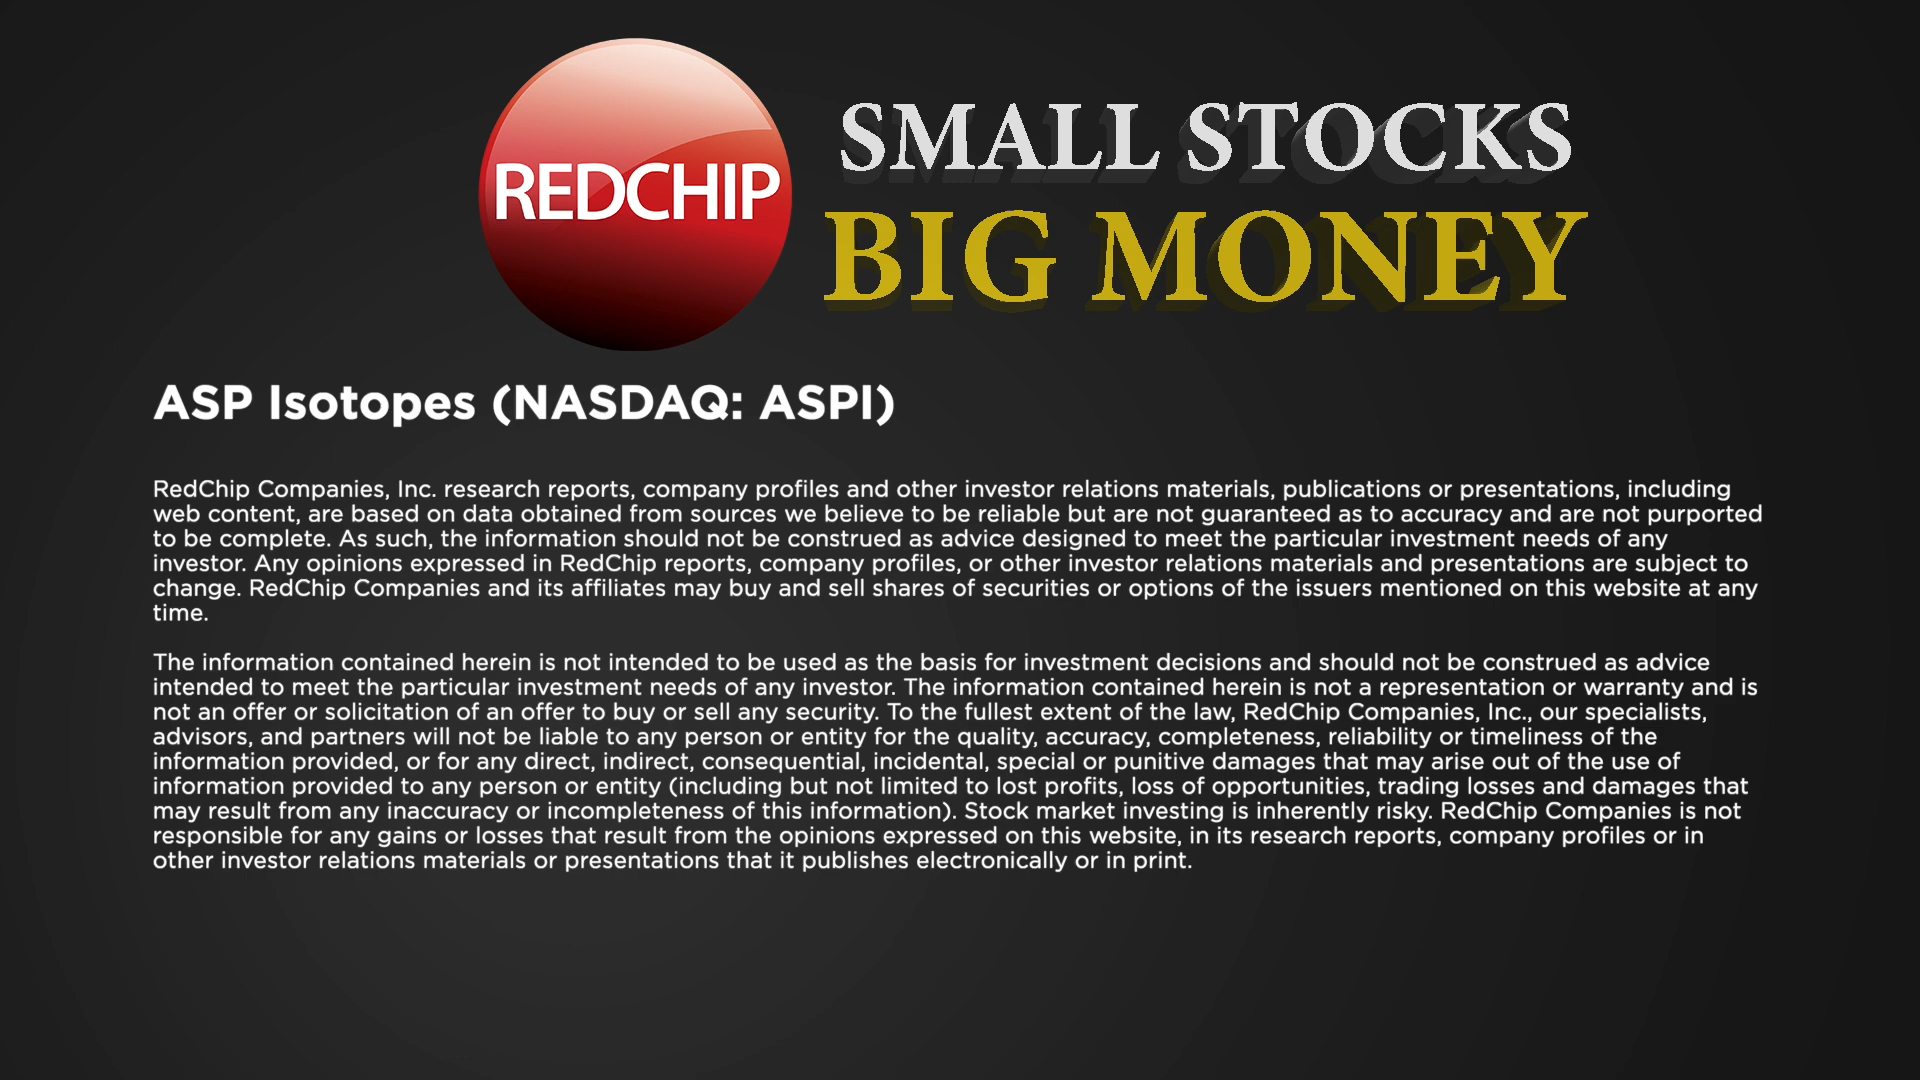 REDCHIP
SMALL STOCKS
BIG MONEY
ASP Isotopes (NASDAQ: ASPI)
RedChip Companies, Inc. research reports, company profiles and other investor relations materials, publications or presentations, including
web content, are based on data obtained from sources we believe to be reliable but are not guaranteed as to accuracy and are not purported
to be complete. As such, the information should not be construed as advice designed to meet the particular investment needs of any
investor. Any opinions expressed in RedChip reports, company profiles, or other investor relations materials and presentations are subject to
change. RedChip Companies and its affiliates may buy and sell shares of securities or options of the issuers mentioned on this website at any
time.
The information contained herein is not intended to be used as the basis for investment decisions and should not be construed as advice
intended to meet the particular investment needs of any investor. The information contained herein is not a representation or warranty and is
not an offer or solicitation of an offer to buy or sell any security. To the fullest extent of the law, RedChip Companies, Inc., our specialists,
advisors, and partners will not be liable to any person or entity for the quality, accuracy, completeness, reliability or timeliness of the
information provided, or for any direct, indirect, consequential, incidental, special or punitive damages that may arise out of the use of
information provided to any person or entity (including but not limited to lost profits, loss of opportunities, trading losses and damages that
may result from any inaccuracy or incompleteness of this information). Stock market investing is inherently risky. RedChip Companies is not
responsible for any gains or losses that result from the opinions expressed on this website, in its research reports, company profiles or in
other investor relations materials or presentations that it publishes electronically or in print.